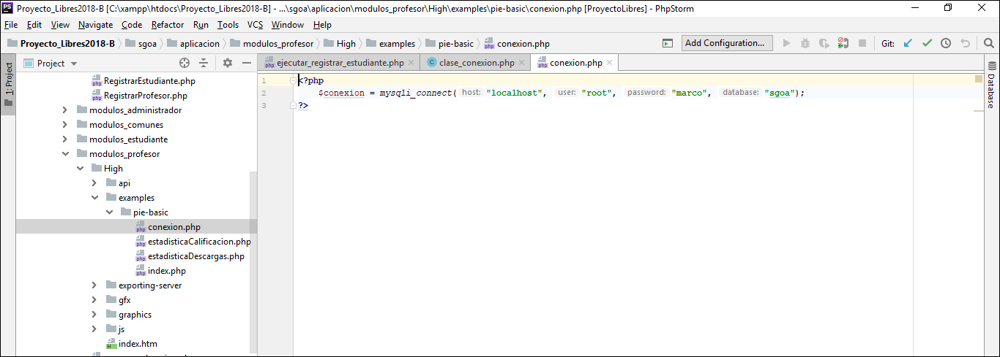 PS Proyecto_Libres2018-B [C:\xampp\htdocs\Proyecto_Libres2018-B] - ...\sgoa\aplicacion\modulos_profesor\High\examples\pie-basic\conexion.php [ProyectoLibres] - PhpStorm
File Edit View Navigate Code Refactor Run Tools VCS Window Help
Proyecto_Libres2018-B sgoa aplicacion modulos_profesor High examples pie-basic conexion.php Add Configuration... Git:
1: Project
Project
ejecutar_registrar_estudiante.php clase_conexion.php conexion.php
Database
RegistrarEstudiante.php
RegistrarProfesor.php
modulos_administrador
modulos_comunes
modulos_estudiante
modulos_profesor
High
api
examples
pie-basic
conexion.php
estadisticaCalificacion.php
estadisticaDescargas.php
index.php
exporting-server
gfx
graphics
js
index.htm
1 <?php
2 $conexion = mysqli_connect( host: "localhost", user: "root", password: "marco", database: "sgoa");
3 ?>